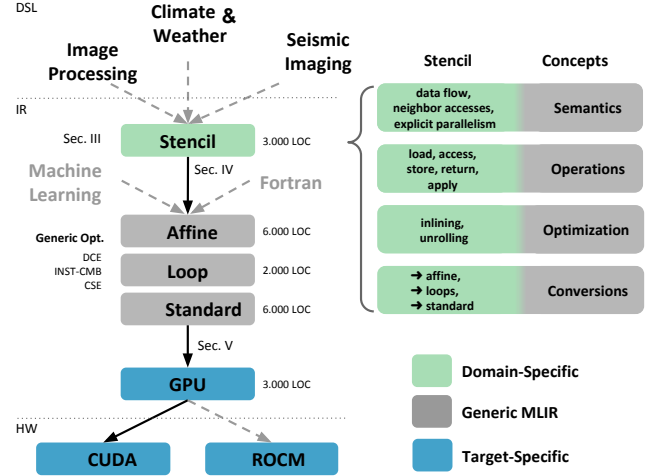 DSL
Climate &
Weather
Image
Processing
Seismic
Imaging
IR
Sec. III
Stencil
3.000 LOC
Sec. IV
Machine
Learning
Fortran
Generic Opt.
DCE
INST-CMB
CSE
Affine
6.000 LOC
Loop
2.000 LOC
Standard
6.000 LOC
Sec. V
GPU
3.000 LOC
HW
CUDA
ROCM
Stencil
Concepts
data flow,
neighbor accesses,
explicit parallelism
Semantics
load, access,
store, return,
apply
Operations
inlining,
unrolling
Optimization
➔ affine,
➔ loops,
➔ standard
Conversions
Domain-Specific
Generic MLIR
Target-Specific